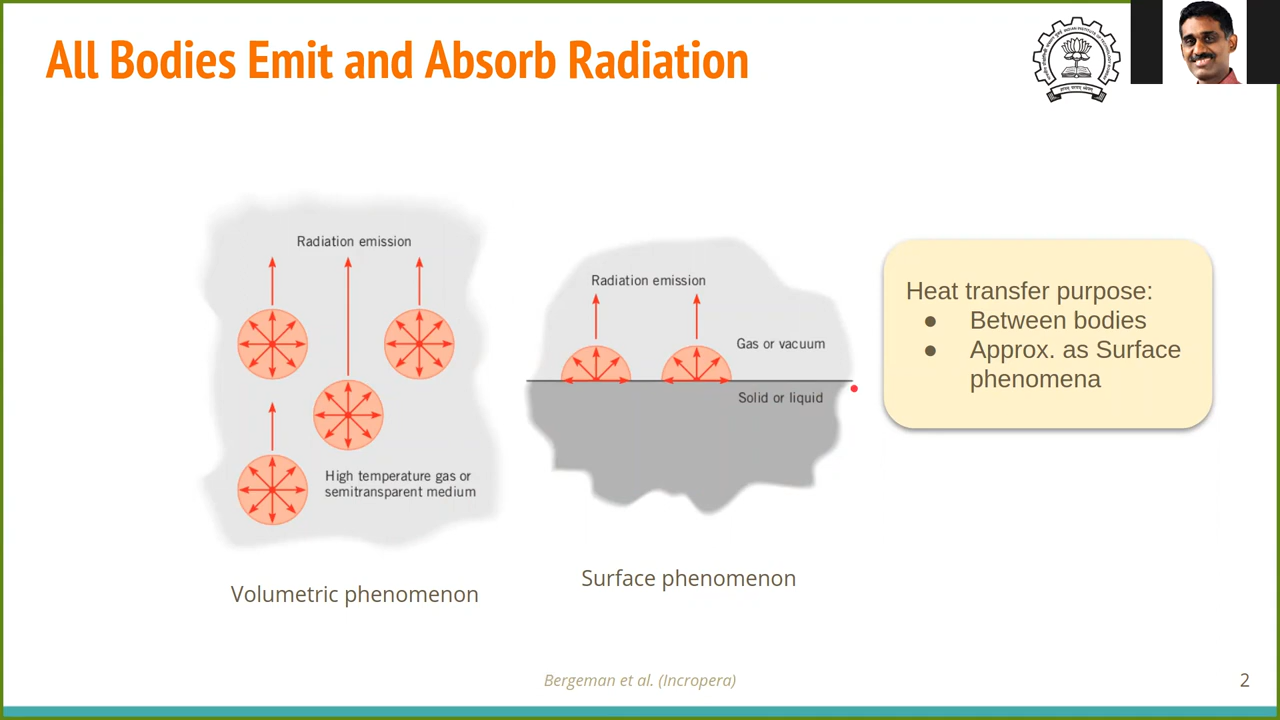 All Bodies Emit and Absorb Radiation
Radiation emission
High temperature gas or
semitransparent medium
Volumetric phenomenon
Radiation emission
Gas or vacuum
Solid or liquid
Surface phenomenon
Heat transfer purpose:
● Between bodies
● Approx. as Surface
phenomena
Bergeman et al. (Incropera)
2